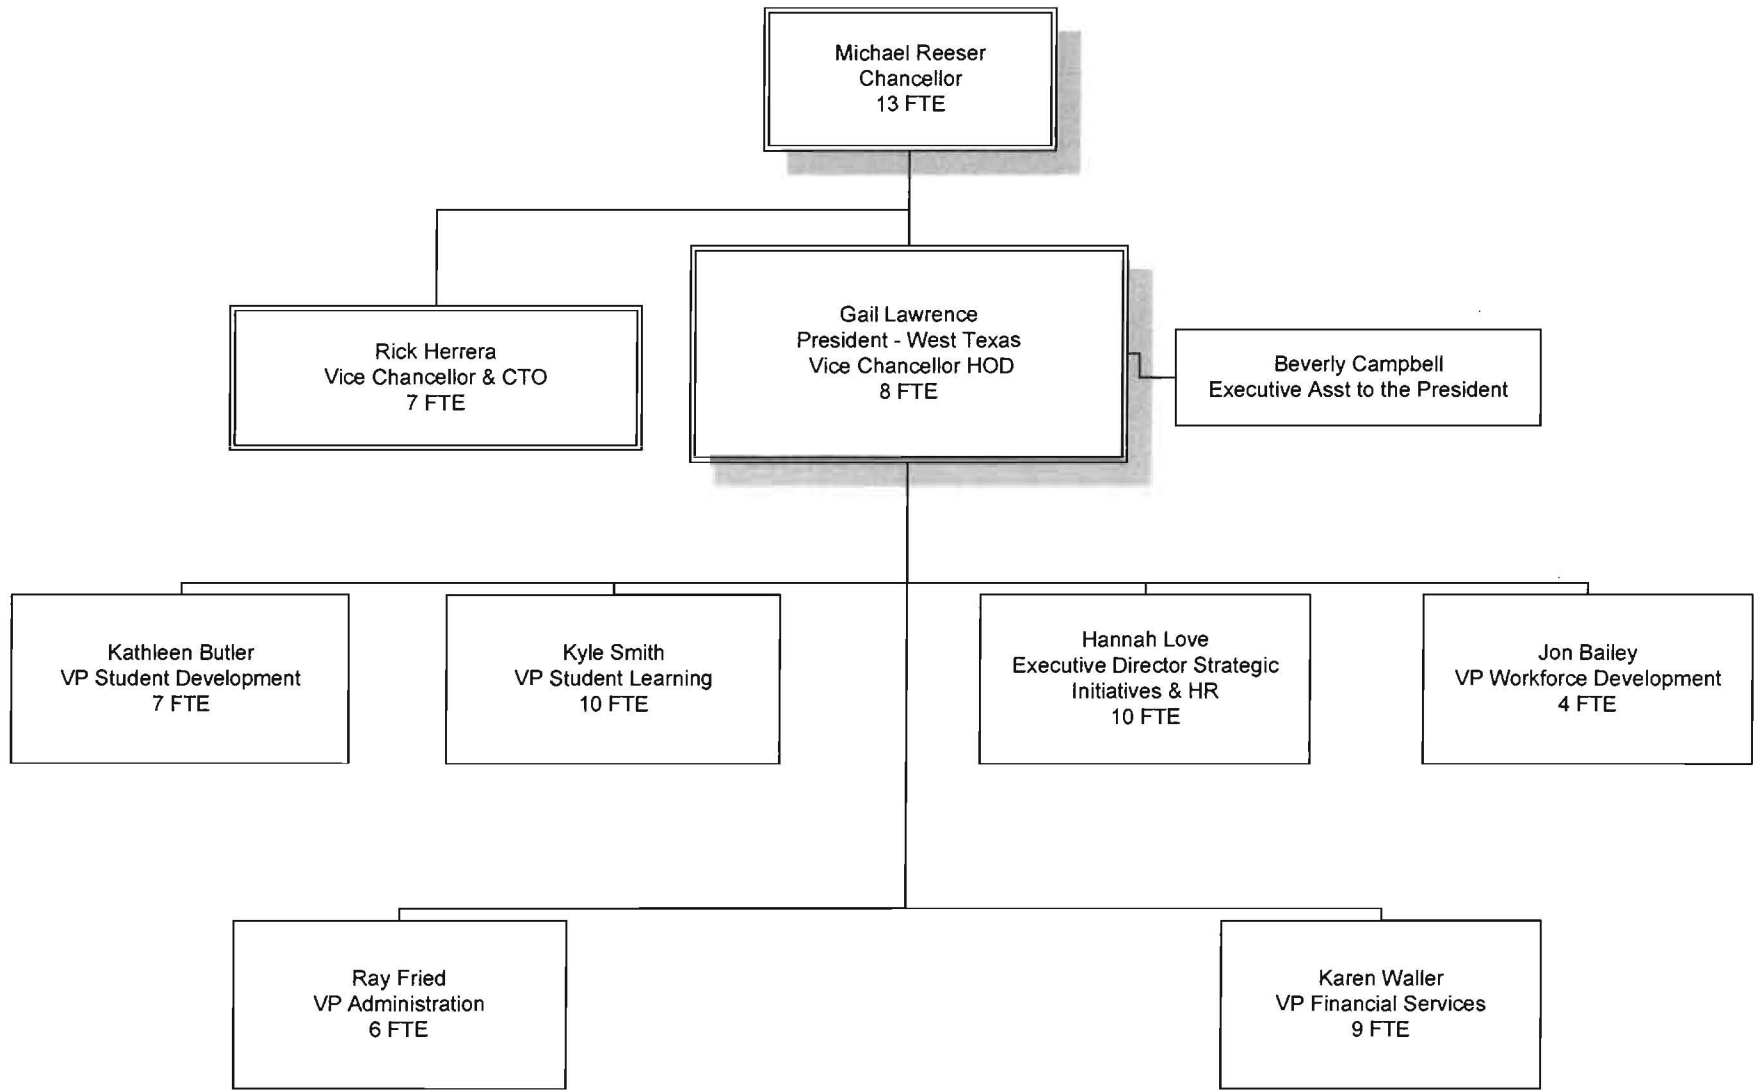 Michael Reeser
Chancellor
13 FTE
Rick Herrera
Vice Chancellor & CTO
7 FTE
Gail Lawrence
President - West Texas
Vice Chancellor HOD
8 FTE
Beverly Campbell
Executive Asst to the President
Kathleen Butler
VP Student Development
7 FTE
Kyle Smith
VP Student Learning
10 FTE
Hannah Love
Executive Director Strategic
Initiatives & HR
10 FTE
Jon Bailey
VP Workforce Development
4 FTE
Ray Fried
VP Administration
6 FTE
Karen Waller
VP Financial Services
9 FTE